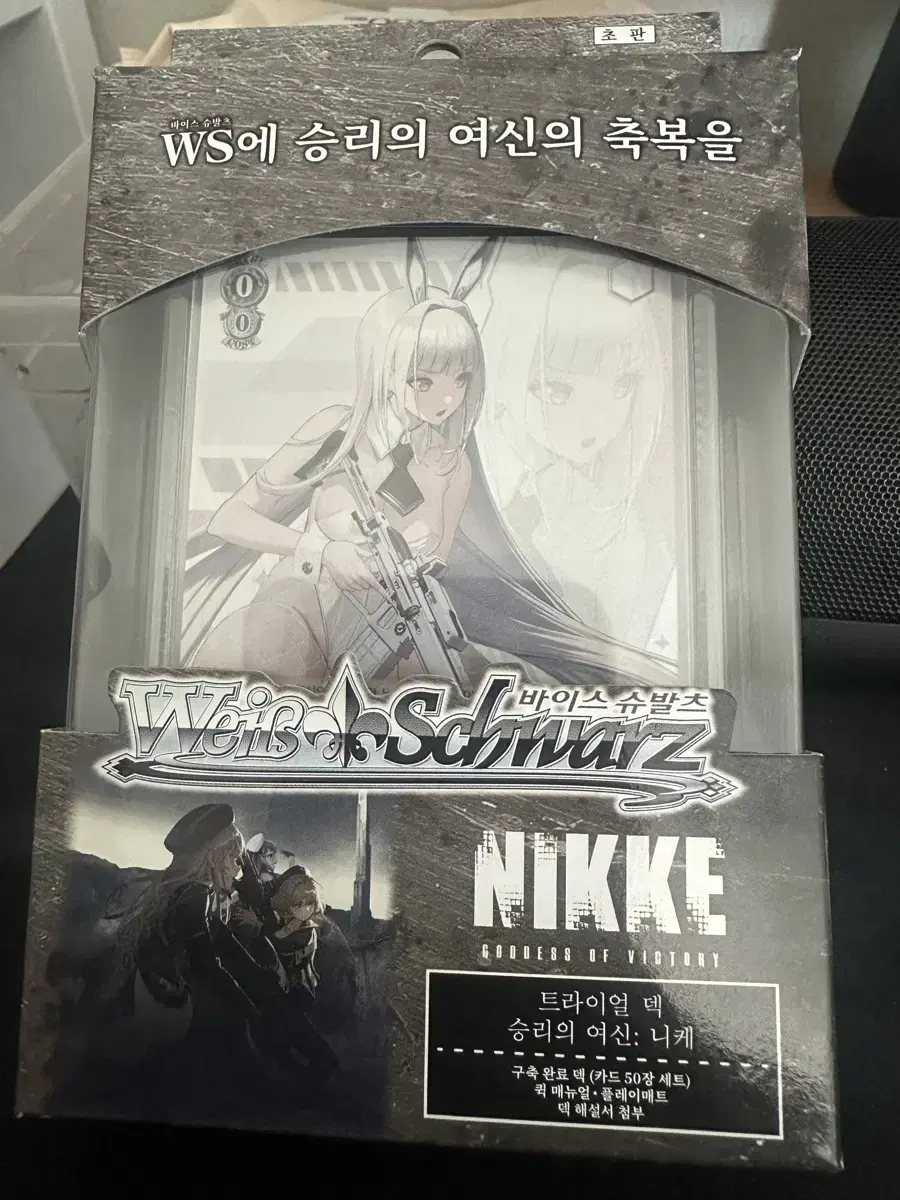 초 판
바이스 슈발츠
WS에 승리의 여신의 축복을
0
0
COST
Weiß Schwarz
바이스 슈발츠
NIKKE
GODDESS OF VICTORY
트라이얼 덱
승리의 여신: 니케
구축 완료 덱 (카드 50장 세트)
퀵 매뉴얼・플레이매트
덱 해설서 첨부